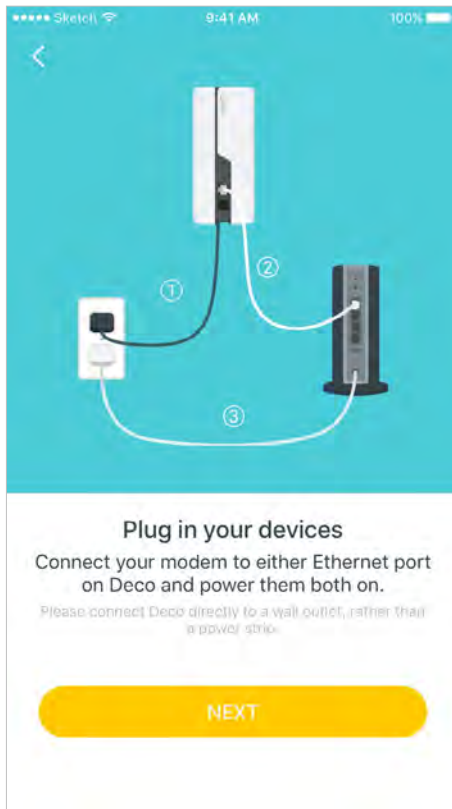 Sketch 9:41 AM 100%
②
①
③
Plug in your devices
Connect your modem to either Ethernet port
on Deco and power them both on.
Please connect Deco directly to a wall outlet, rather than
a power strip.
NEXT